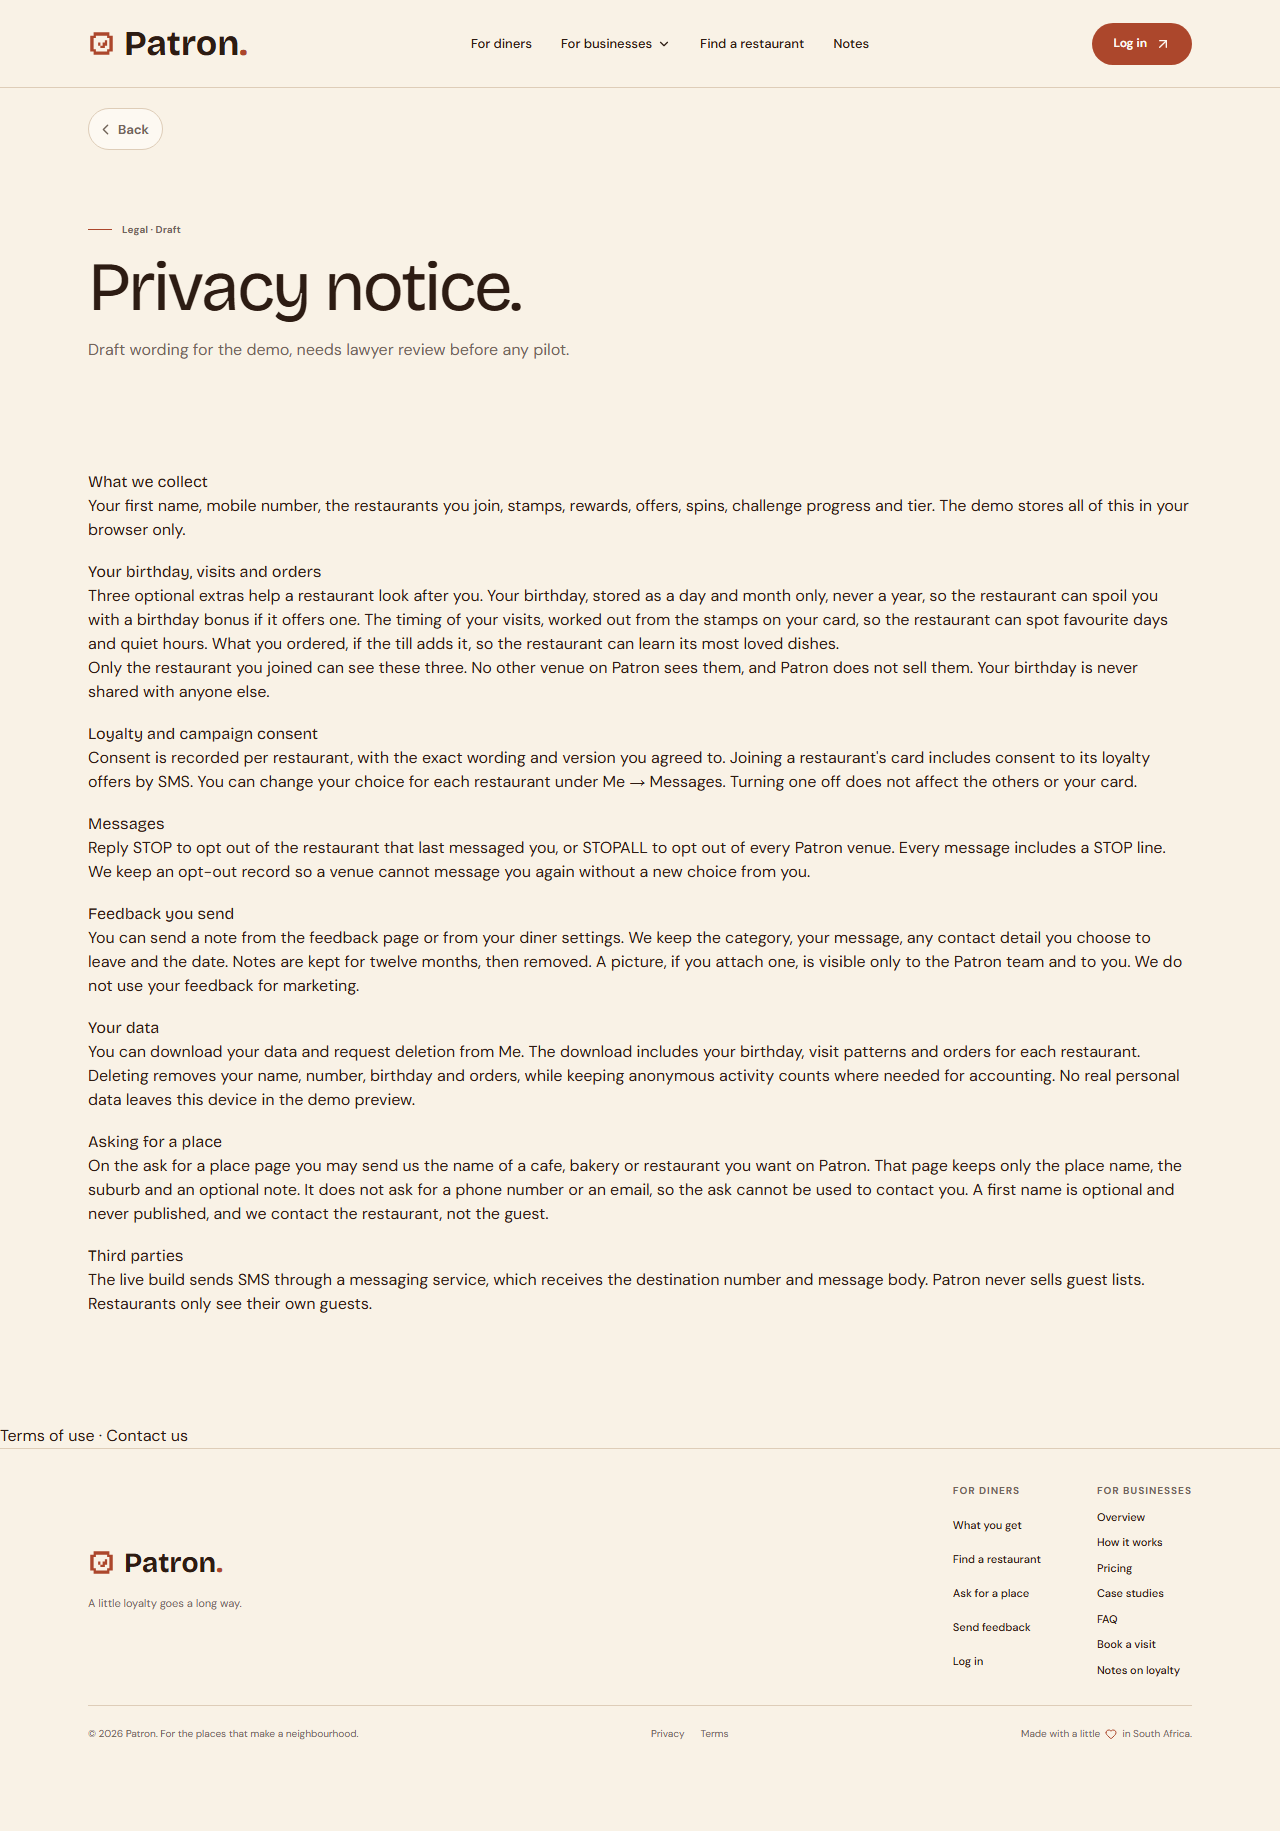 Patron.
For diners
For businesses
Find a restaurant
Notes
Log in
Back
Legal · Draft
Privacy notice.
Draft wording for the demo, needs lawyer review before any pilot.
What we collect
Your first name, mobile number, the restaurants you join, stamps, rewards, offers, spins, challenge progress and tier. The demo stores all of this in your
browser only.
Your birthday, visits and orders
Three optional extras help a restaurant look after you. Your birthday, stored as a day and month only, never a year, so the restaurant can spoil you
with a birthday bonus if it offers one. The timing of your visits, worked out from the stamps on your card, so the restaurant can spot favourite days
and quiet hours. What you ordered, if the till adds it, so the restaurant can learn its most loved dishes.
Only the restaurant you joined can see these three. No other venue on Patron sees them, and Patron does not sell them. Your birthday is never
shared with anyone else.
Loyalty and campaign consent
Consent is recorded per restaurant, with the exact wording and version you agreed to. Joining a restaurant's card includes consent to its loyalty
offers by SMS. You can change your choice for each restaurant under Me → Messages. Turning one off does not affect the others or your card.
Messages
Reply STOP to opt out of the restaurant that last messaged you, or STOPALL to opt out of every Patron venue. Every message includes a STOP line.
We keep an opt-out record so a venue cannot message you again without a new choice from you.
Feedback you send
You can send a note from the feedback page or from your diner settings. We keep the category, your message, any contact detail you choose to
leave and the date. Notes are kept for twelve months, then removed. A picture, if you attach one, is visible only to the Patron team and to you. We do
not use your feedback for marketing.
Your data
You can download your data and request deletion from Me. The download includes your birthday, visit patterns and orders for each restaurant.
Deleting removes your name, number, birthday and orders, while keeping anonymous activity counts where needed for accounting. No real personal
data leaves this device in the demo preview.
Asking for a place
On the ask for a place page you may send us the name of a cafe, bakery or restaurant you want on Patron. That page keeps only the place name, the
suburb and an optional note. It does not ask for a phone number or an email, so the ask cannot be used to contact you. A first name is optional and
never published, and we contact the restaurant, not the guest.
Third parties
The live build sends SMS through a messaging service, which receives the destination number and message body. Patron never sells guest lists.
Restaurants only see their own guests.
Terms of use · Contact us
Patron.
A little loyalty goes a long way.
FOR DINERS
What you get
Find a restaurant
Ask for a place
Send feedback
Log in
FOR BUSINESSES
Overview
How it works
Pricing
Case studies
FAQ
Book a visit
Notes on loyalty
© 2026 Patron. For the places that make a neighbourhood.
Privacy
Terms
Made with a little in South Africa.